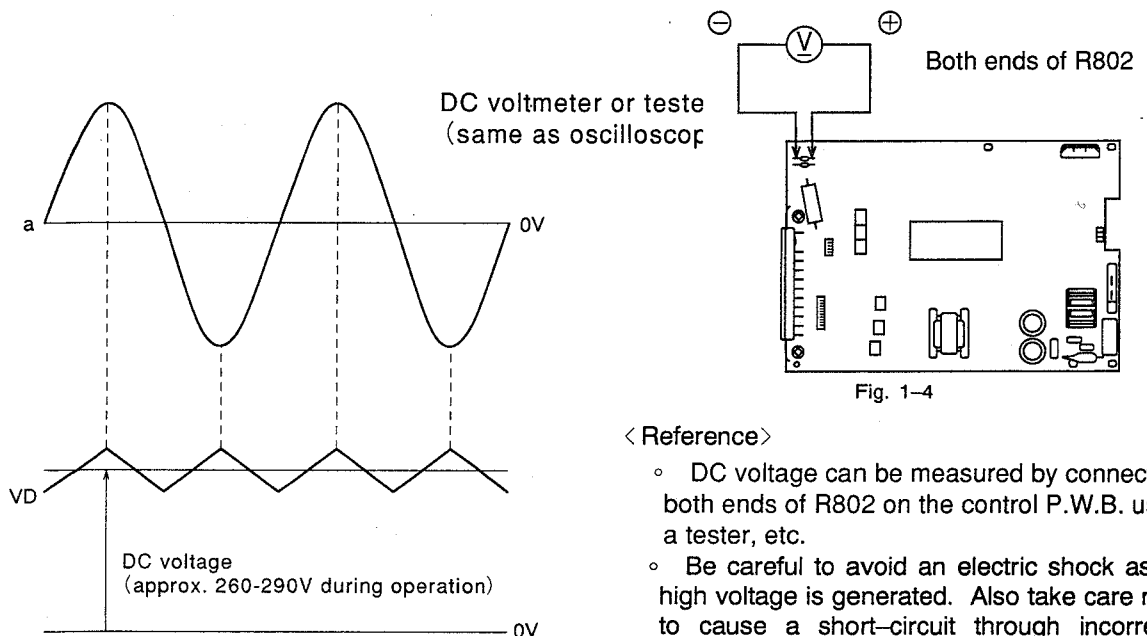 a
0V
VD
DC voltage
(approx. 260-290V during operation)
0V
⊖ V ⊕
Both ends of R802
DC voltmeter or teste
(same as oscilloscop
Fig. 1–4
<Reference>
◦ DC voltage can be measured by connec
both ends of R802 on the control P.W.B. u
a tester, etc.
◦ Be careful to avoid an electric shock as
high voltage is generated. Also take care
to cause a short–circuit through incorr